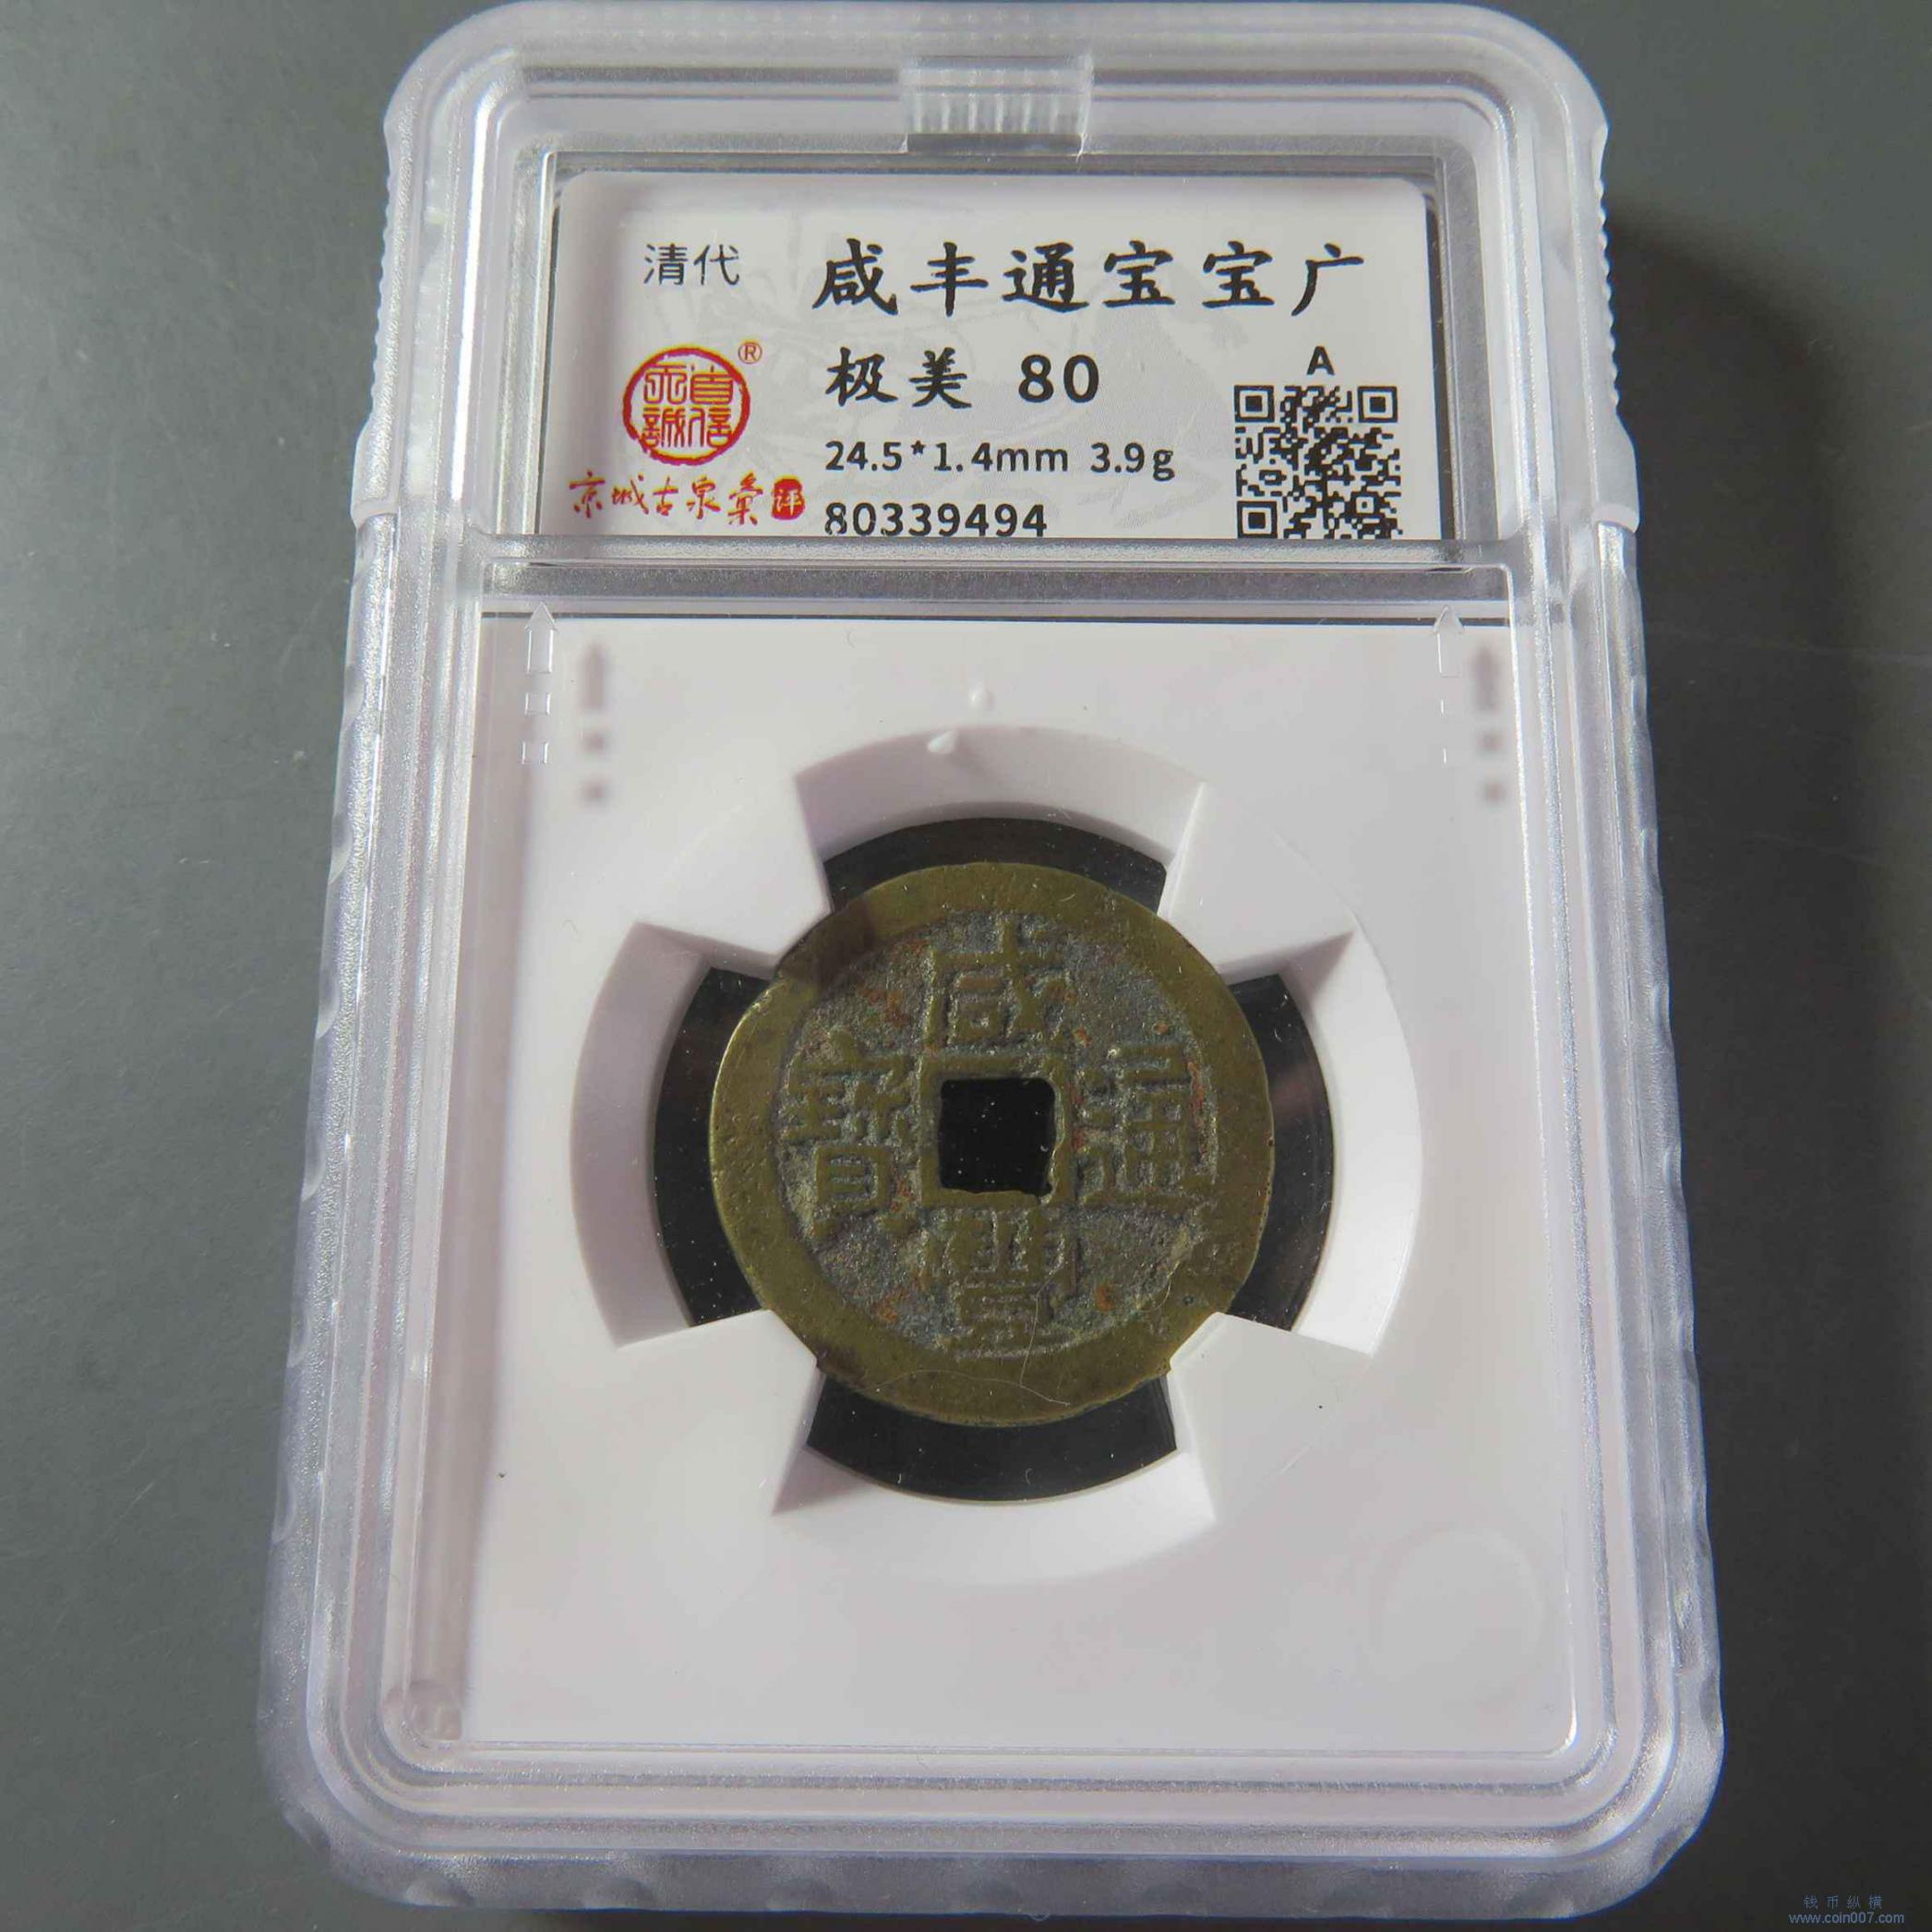 清代
咸丰通宝宝广
极美 80
A
24.5*1.4mm 3.9g
80339494
®
京城古泉汇评
咸豐通寶
钱币纵横
www.coin007.com